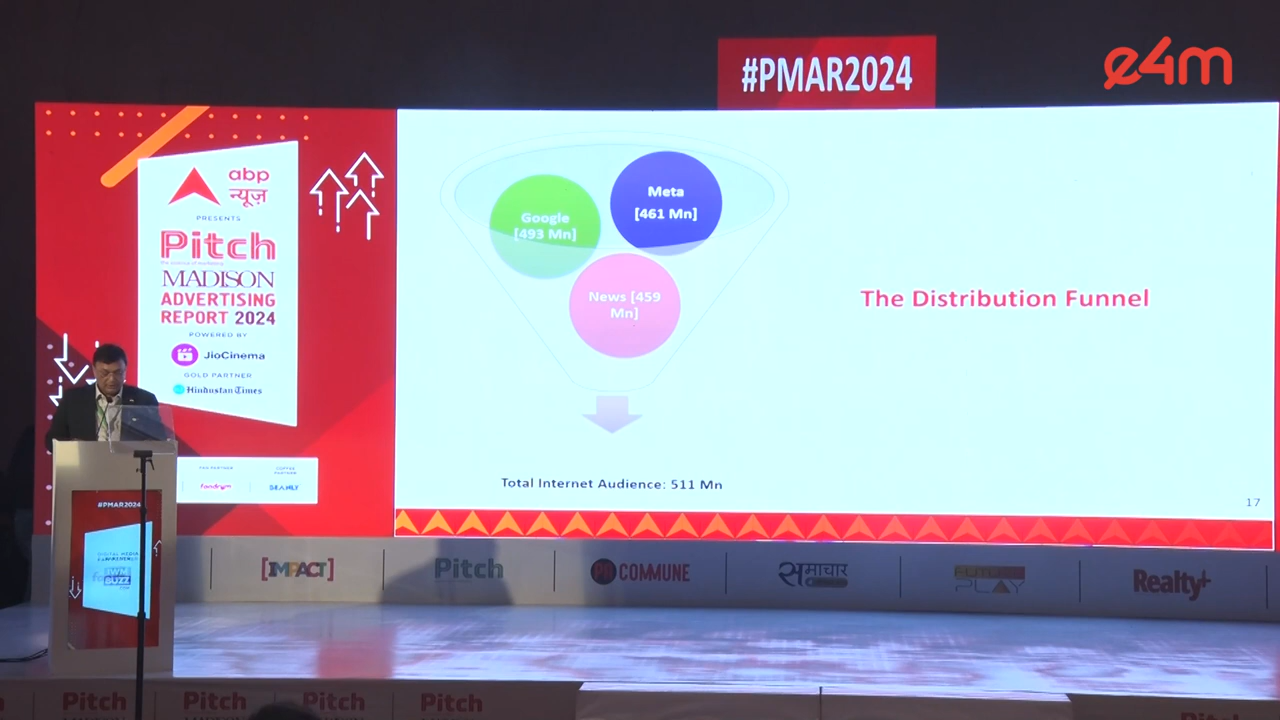 #PMAR2024
e4m
abp
न्यूज़
PRESENTS
Pitch
MADISON
ADVERTISING
REPORT 2024
POWERED BY
JioCinema
GOLD PARTNER
Hindustan Times
Google
[493 Mn]
Meta
[461 Mn]
News [459
Mn]
The Distribution Funnel
Total Internet Audience: 511 Mn
17
#PMAR2024
BUZZ
[IMPACT]
Pitch
COMMUNE
समाचार
PLAY
Realty+
Pitch
Pitch
Pitch
Pitch